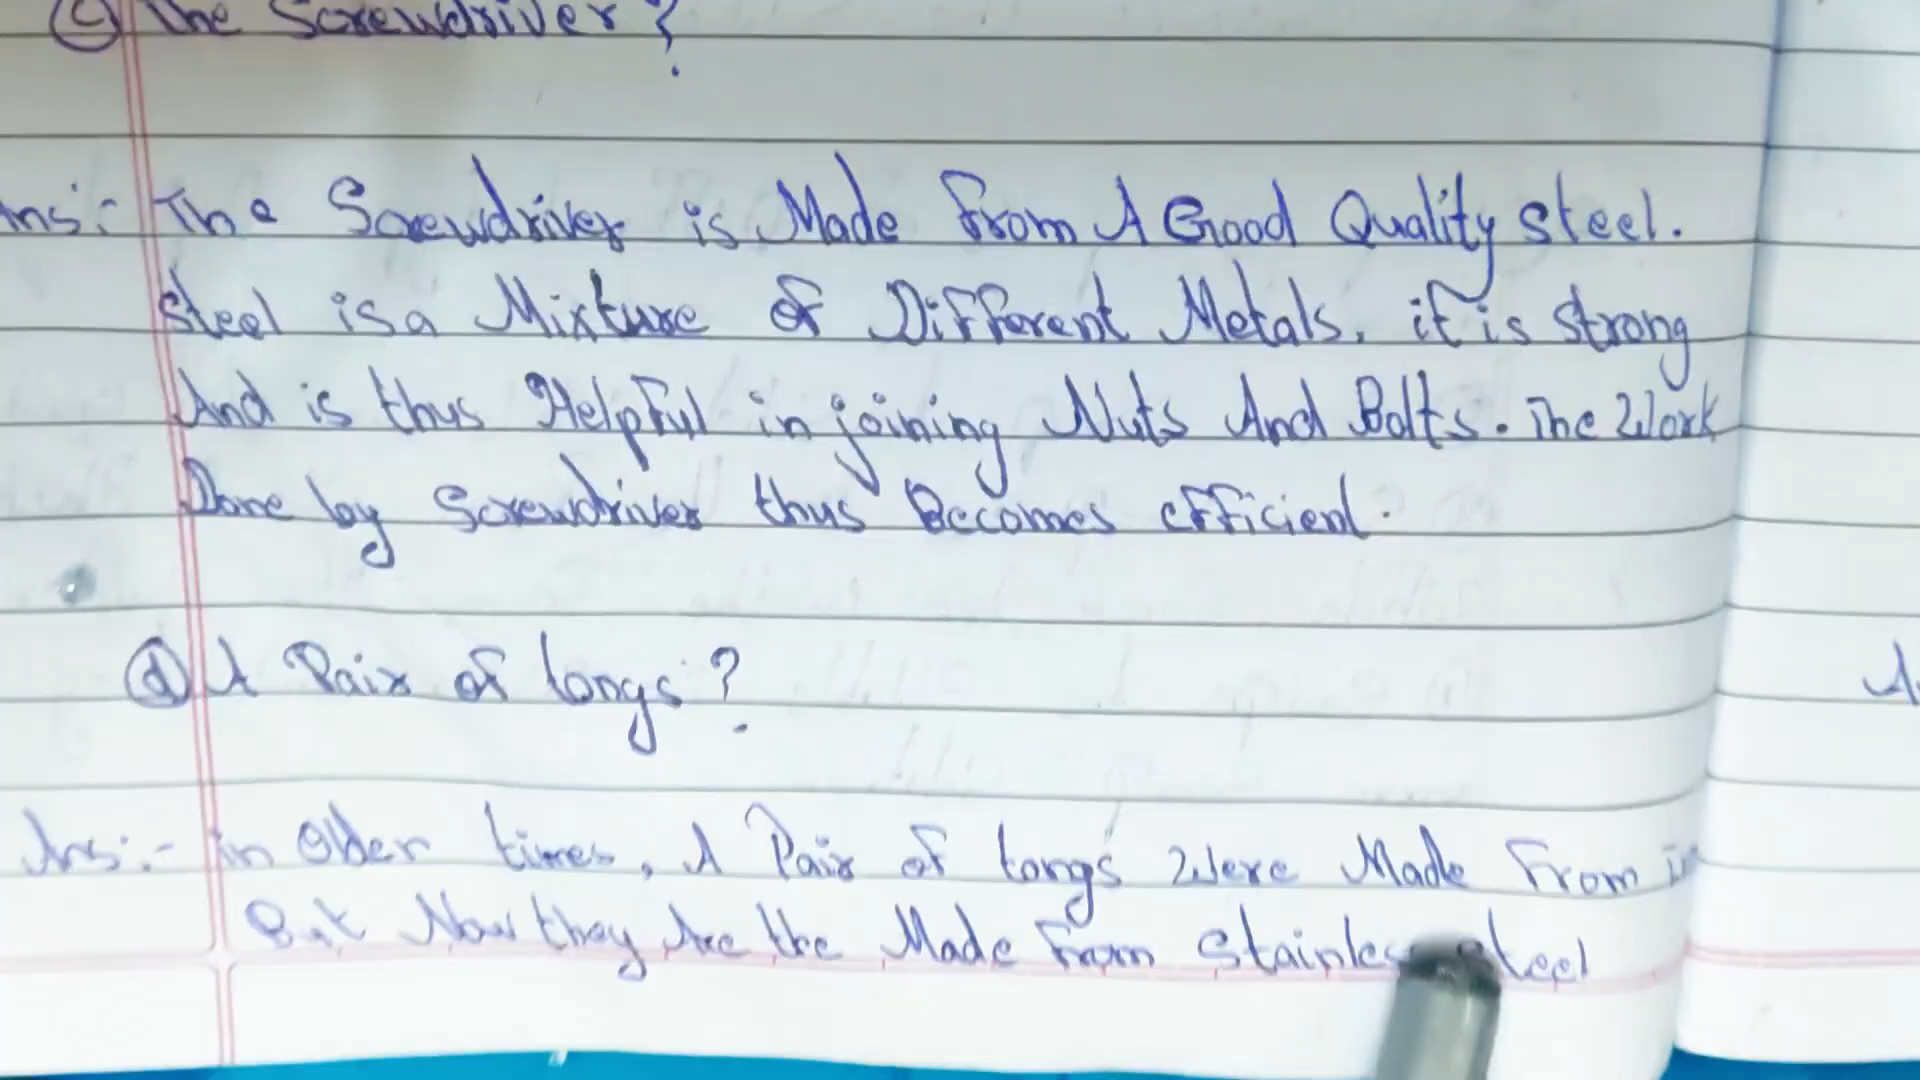 (c) The Screwdriver?
Ans:- The Screwdriver is Made From A Good Quality steel.
steel is a Mixture of Different Metals. it is strong
And is thus Helpful in joining Nuts And Bolts. The Work
Done by Screwdriver thus Becomes efficient.
(d) A Pair of tongs?
Ans:- In Older times, A Pair of tongs Were Made From
But Now they Are the Made From Stainless steel